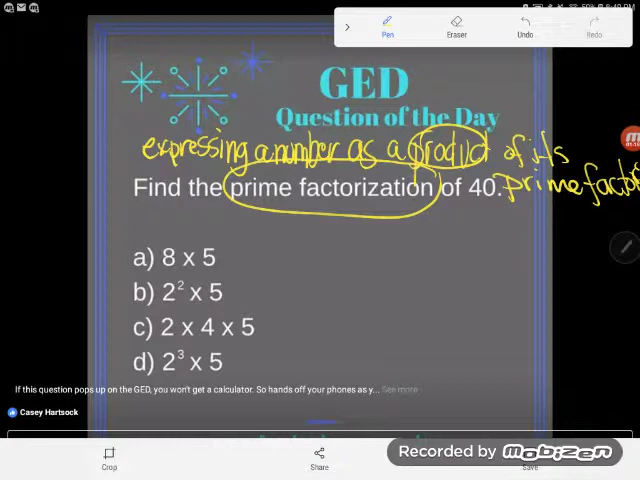 Pen
Eraser
Undo
Redo
GED
Question of the Day
expressing a number as a product of its
prime factor
Find the prime factorization of 40.
a) 8 x 5
b) 2² x 5
c) 2 x 4 x 5
d) 2³ x 5
If this question pops up on the GED, you won't get a calculator. So hands off your phones as y... See more
Casey Hartsock
Crop
Share
Save
Recorded by mobizen